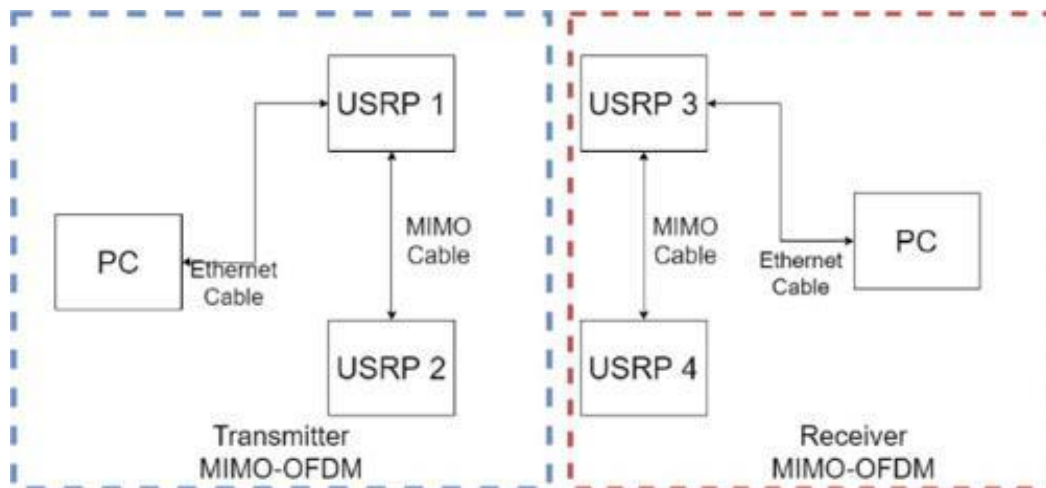 USRP 1
MIMO
Cable
PC
Ethernet
Cable
USRP 2
Transmitter
MIMO-OFDM
USRP 3
MIMO
Cable
PC
Ethernet
Cable
USRP 4
Receiver
MIMO-OFDM